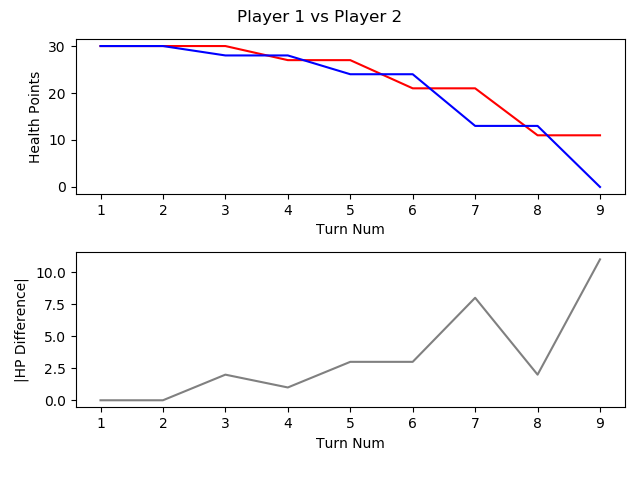 Player 1 vs Player 2
Health Points
30
20
10
0
1 2 3 4 5 6 7 8 9
Turn Num
|HP Difference|
10.0
7.5
5.0
2.5
0.0
1 2 3 4 5 6 7 8 9
Turn Num